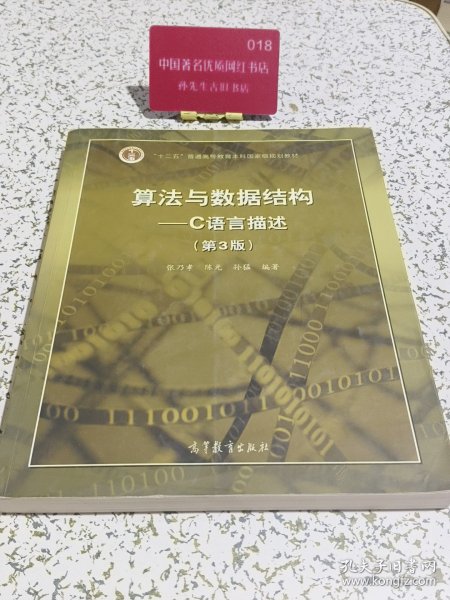 018
中国著名优质网红书店
孙先生古旧书店
"十二五"普通高等教育本科国家级规划教材
算法与数据结构
——C语言描述
(第3版)
张乃孝 陈光 孙猛 编著
111001010
1010010101
高等教育出版社
孔夫子旧书网
book.kongfz.com